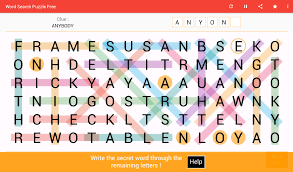 Word Search Puzzle Free
Clue:
ANYBODY
A N Y O N
F R A M E S U S A N B S E K O
O N H D E L T I T R M E N G T
R I C K Y A Y A A A U A A O O
T N I O G O S T R U H A W N K
H C H E C K T S T T E N Y
R E W O T A B L E N L O Y A O
Write the secret word through the
remaining letters !
Help